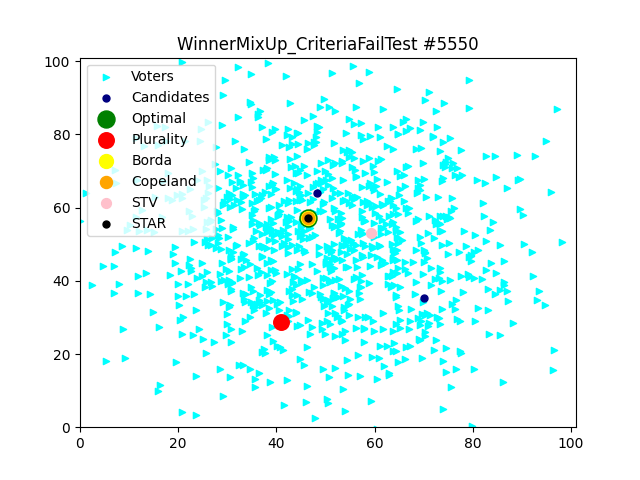 WinnerMixUp_CriteriaFailTest #5550
Voters
Candidates
Optimal
Plurality
Borda
Copeland
STV
STAR
100
80
60
40
20
0
0 20 40 60 80 100